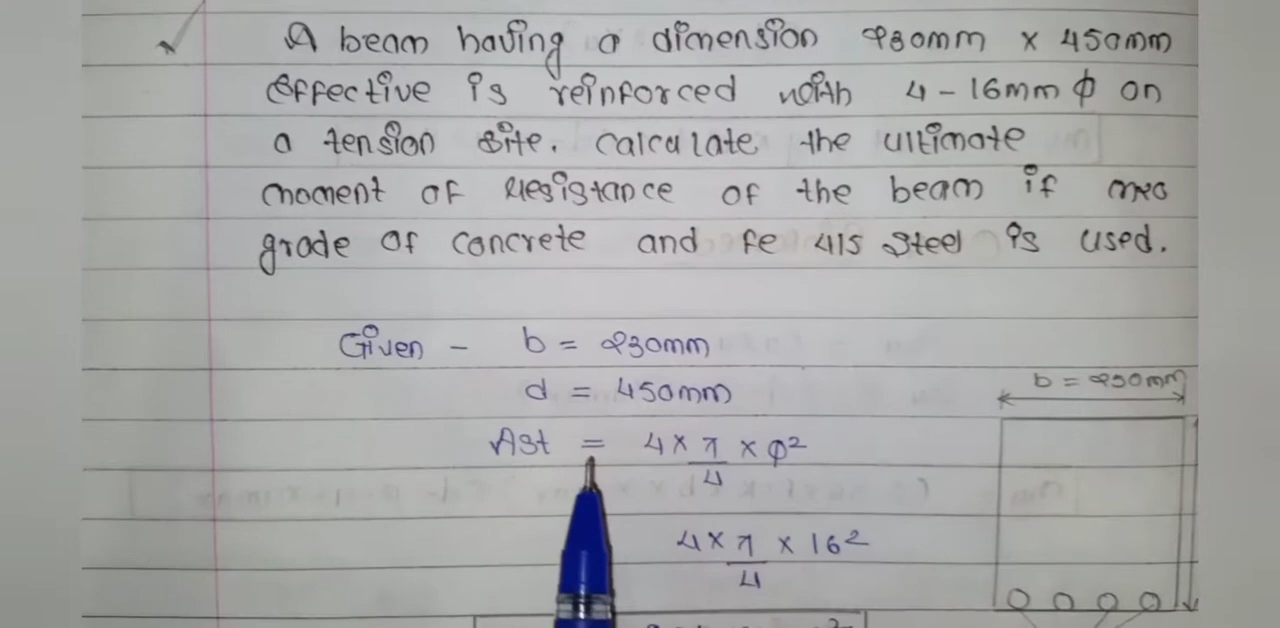 A beam having a dimension 230mm x 450mm
effective is reinforced with 4 - 16mm ϕ on
a tension site. calculate the ultimate
moment of resistance of the beam if M20
grade of concrete and fe 415 steel is used.
Given - b = 230mm
d = 450mm
b = 230mm
Ast = 4 x π/4 x ϕ²
4 x π/4 x 16²